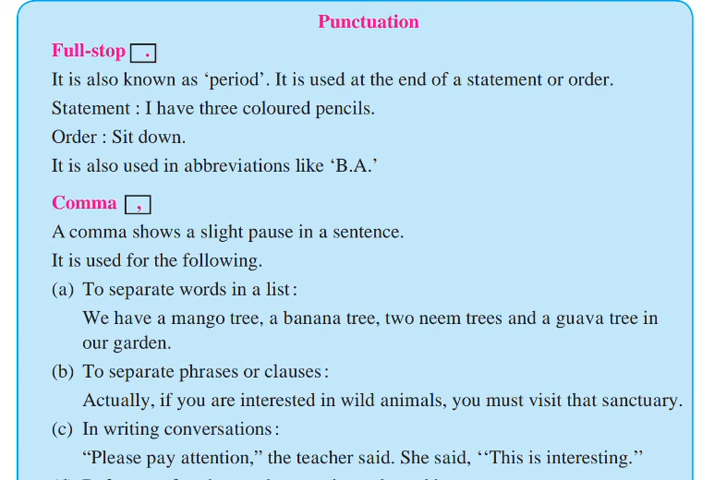 Punctuation
Full-stop .
It is also known as ‘period’. It is used at the end of a statement or order.
Statement : I have three coloured pencils.
Order : Sit down.
It is also used in abbreviations like ‘B.A.’
Comma ,
A comma shows a slight pause in a sentence.
It is used for the following.
(a) To separate words in a list:
We have a mango tree, a banana tree, two neem trees and a guava tree in
our garden.
(b) To separate phrases or clauses:
Actually, if you are interested in wild animals, you must visit that sanctuary.
(c) In writing conversations:
“Please pay attention,” the teacher said. She said, ‘‘This is interesting.’’